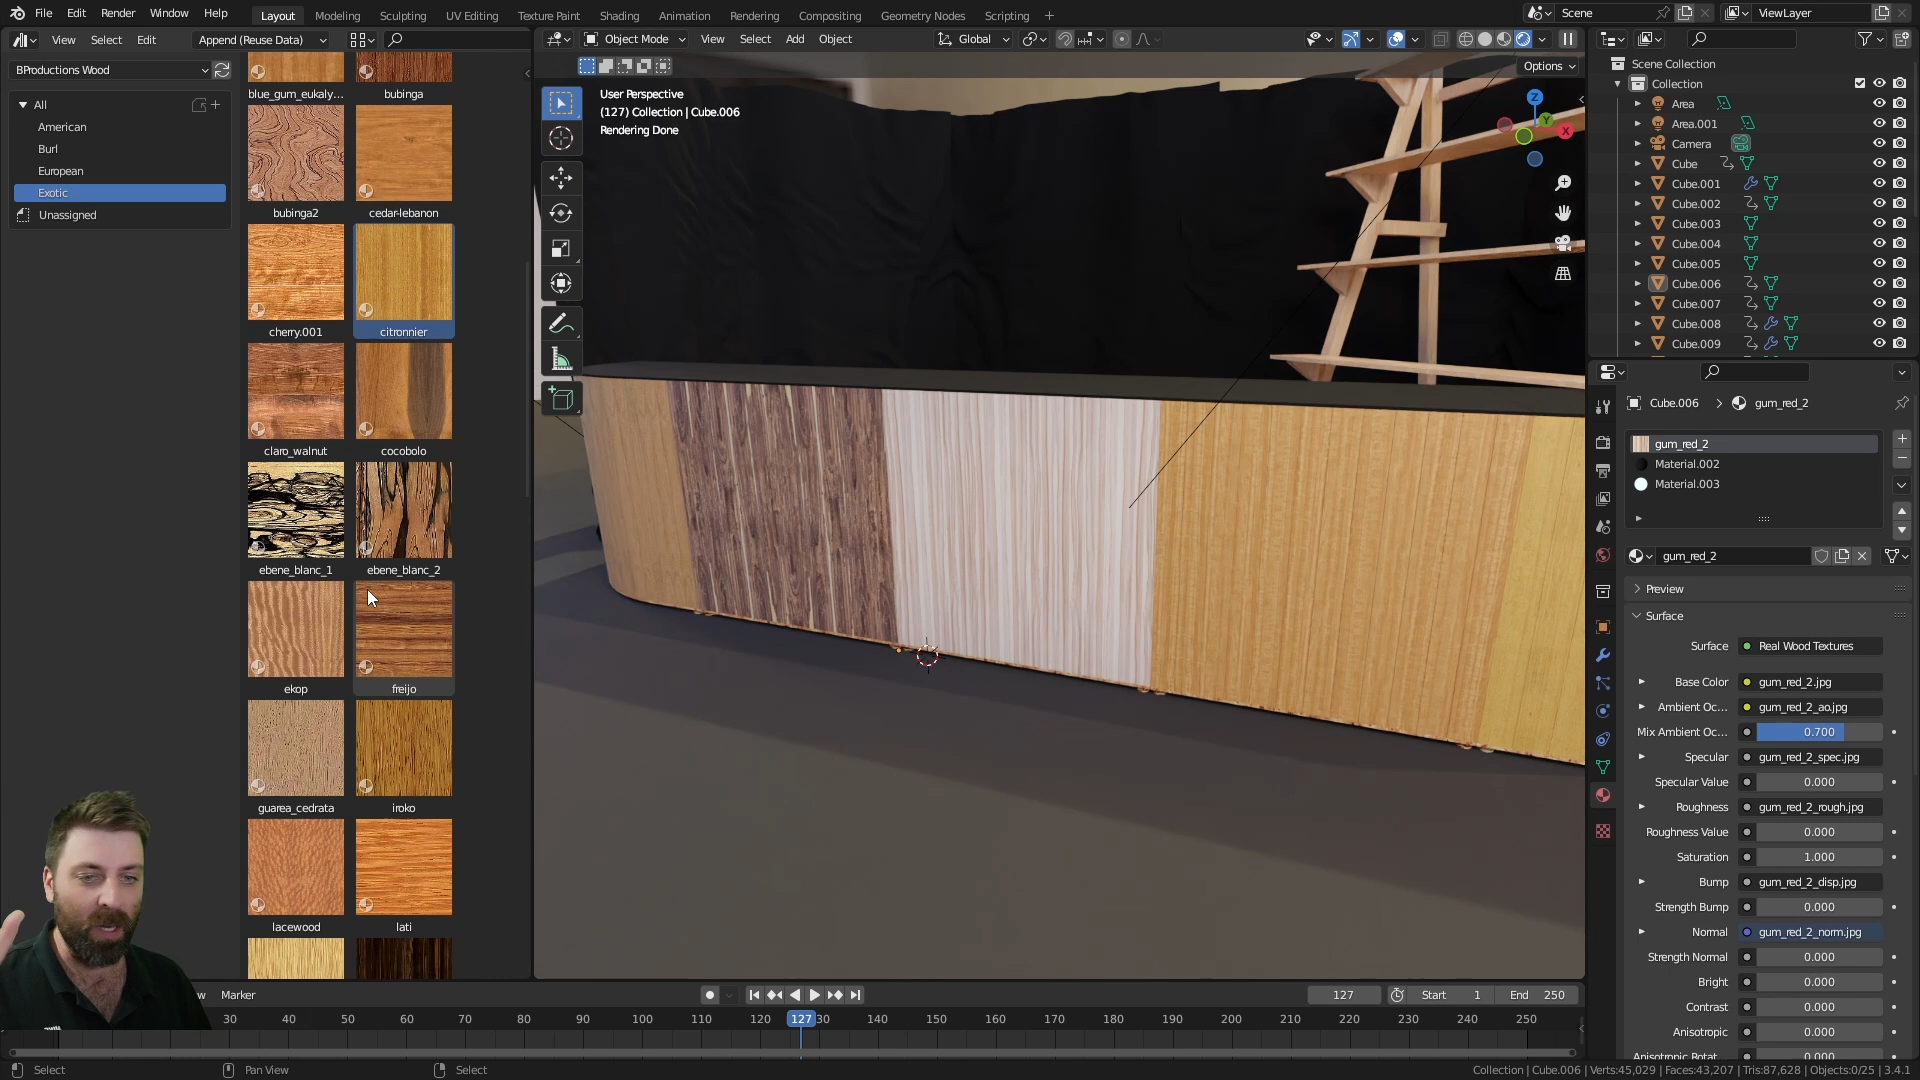 File Edit Render Window Help
Layout Modeling Sculpting UV Editing Texture Paint Shading Animation Rendering Compositing Geometry Nodes Scripting +
Scene
ViewLayer
View Select Edit
Append (Reuse Data)
Object Mode
View Select Add Object
Global
Options
BProductions Wood
All
American
Burl
European
Exotic
Unassigned
blue_gum_eukaly...
bubinga
bubinga2
cedar-lebanon
cherry.001
citronnier
claro_walnut
cocobolo
ebene_blanc_1
ebene_blanc_2
ekop
freijo
guarea_cedrata
iroko
lacewood
lati
User Perspective
(127) Collection | Cube.006
Rendering Done
Z
Y
X
Scene Collection
Collection
Area
Area.001
Camera
Cube
Cube.001
Cube.002
Cube.003
Cube.004
Cube.005
Cube.006
Cube.007
Cube.008
Cube.009
Cube.006 > gum_red_2
gum_red_2
Material.002
Material.003
gum_red_2
Preview
Surface
Surface Real Wood Textures
Base Color gum_red_2.jpg
Ambient Oc... gum_red_2_ao.jpg
Mix Ambient Oc... 0.700
Specular gum_red_2_spec.jpg
Specular Value 0.000
Roughness gum_red_2_rough.jpg
Roughness Value 0.000
Saturation 1.000
Bump gum_red_2_disp.jpg
Strength Bump 0.000
Normal gum_red_2_norm.jpg
Strength Normal 0.000
Bright 0.000
Contrast 0.000
Anisotropic 0.000
Anisotropic Rotat... 0.000
w Marker
127
Start 1
End 250
30 40 50 60 70 80 90 100 110 120 127 30 140 150 160 170 180 190 200 210 220 230 240 250
Select
Pan View
Select
Collection | Cube.006 | Verts:45,029 | Faces:43,207 | Tris:87,628 | Objects:0/25 | 3.4.1